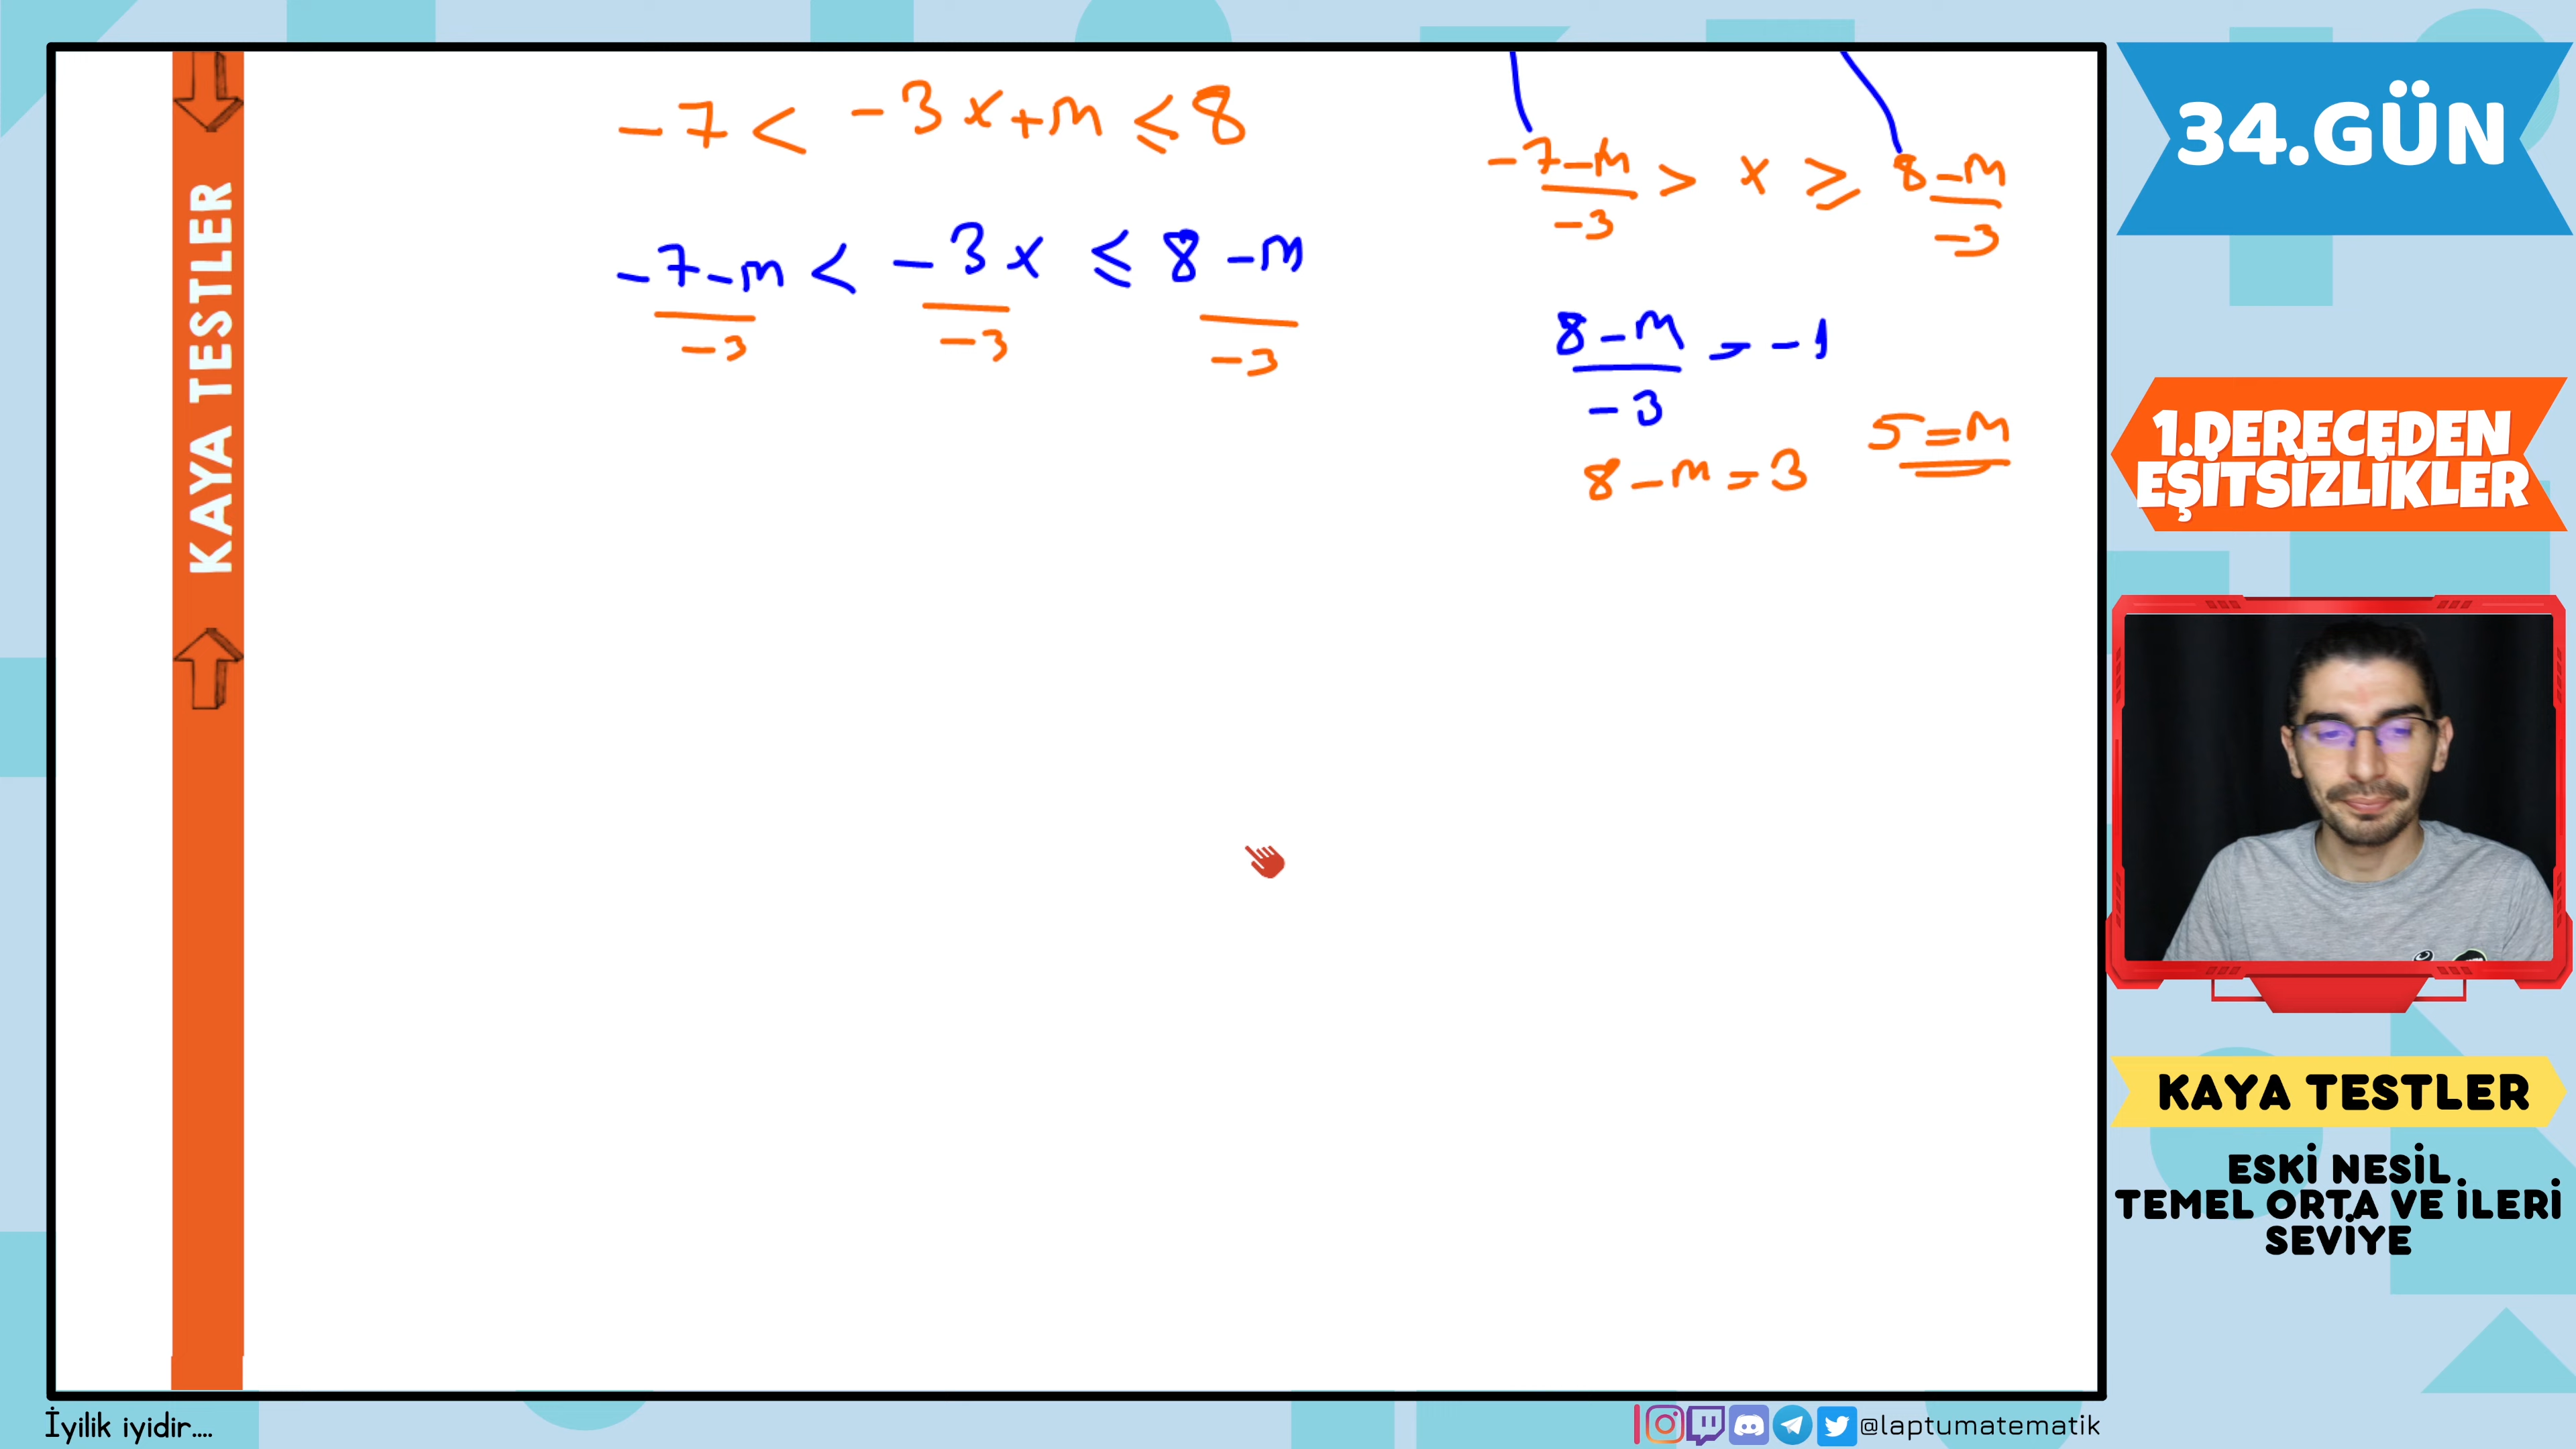 KAYA TESTLER
-7 < -3x+m ≤ 8
-7-m < -3x ≤ 8-m
-3 -3 -3
-7-m > x ≥ 8-m
-3 -3
8-m = -1
-3
8-m=3
5=m
34.GÜN
1.DERECEDEN
EŞİTSİZLİKLER
KAYA TESTLER
ESKİ NESİL
TEMEL ORTA VE İLERİ
SEVİYE
İyilik iyidir....
@laptumatematik